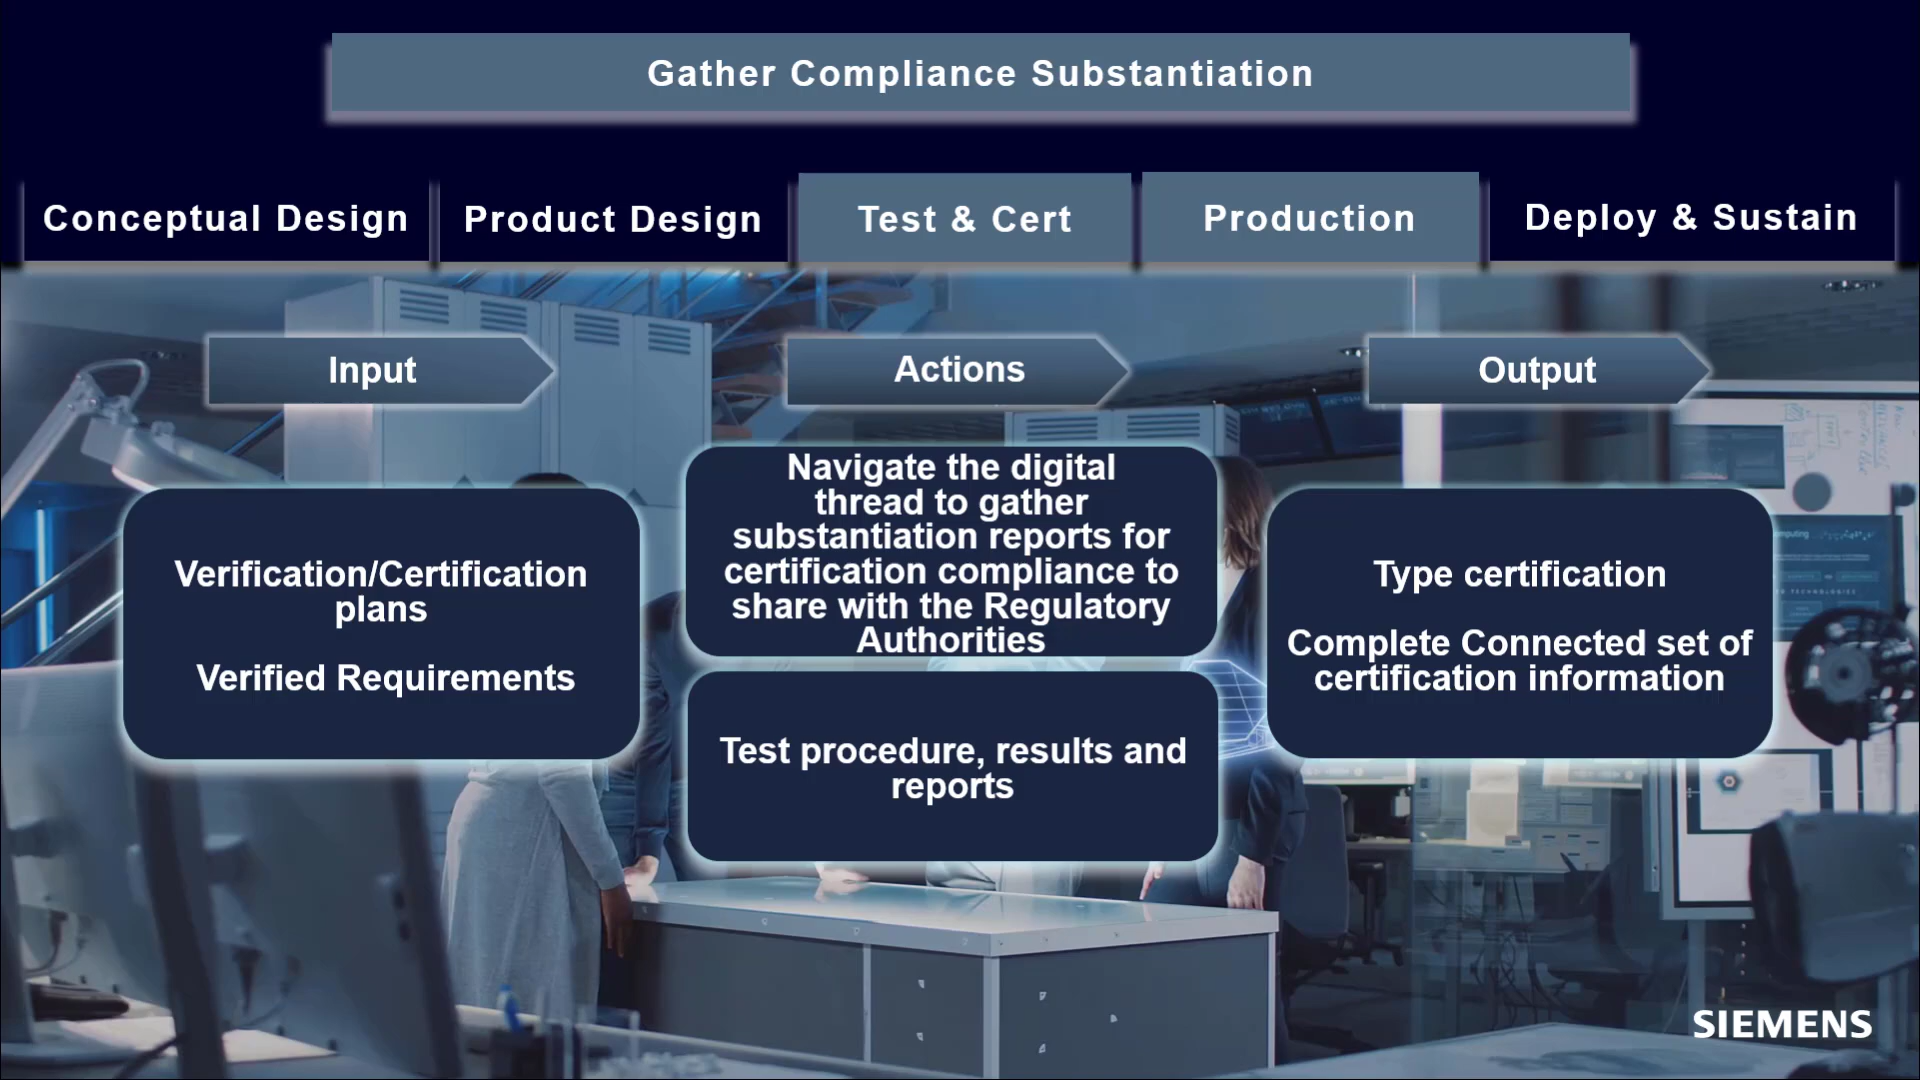 Gather Compliance Substantiation
Conceptual Design
Product Design
Test & Cert
Production
Deploy & Sustain
Input
Actions
Output
Verification/Certification
plans
Verified Requirements
Navigate the digital
thread to gather
substantiation reports for
certification compliance to
share with the Regulatory
Authorities
Test procedure, results and
reports
Type certification
Complete Connected set of
certification information
SIEMENS